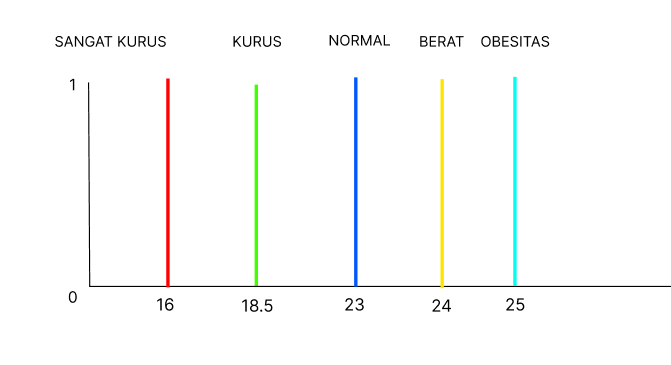 SANGAT KURUS KURUS NORMAL BERAT OBESITAS
1
0
16 18.5 23 24 25